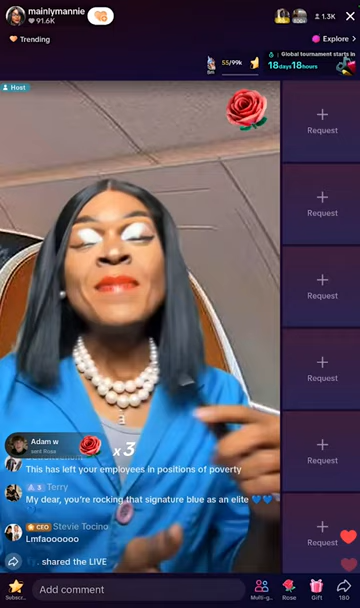 mainlymannie
91.6K
1.3K
Trending
Explore >
55/99k
Global tournament starts in
18days18hours
Host
Request
Request
Request
Request
Request
Request
Adam w
sent Rose
x 3
This has left your employees in positions of poverty
3 Terry
My dear, you're rocking that signature blue as an elite 💙💙
CEO Stevie Tocino
Lmfaoooooo
shared the LIVE
Subscr...
Add comment
Multi-g..
Rose
Gift
180